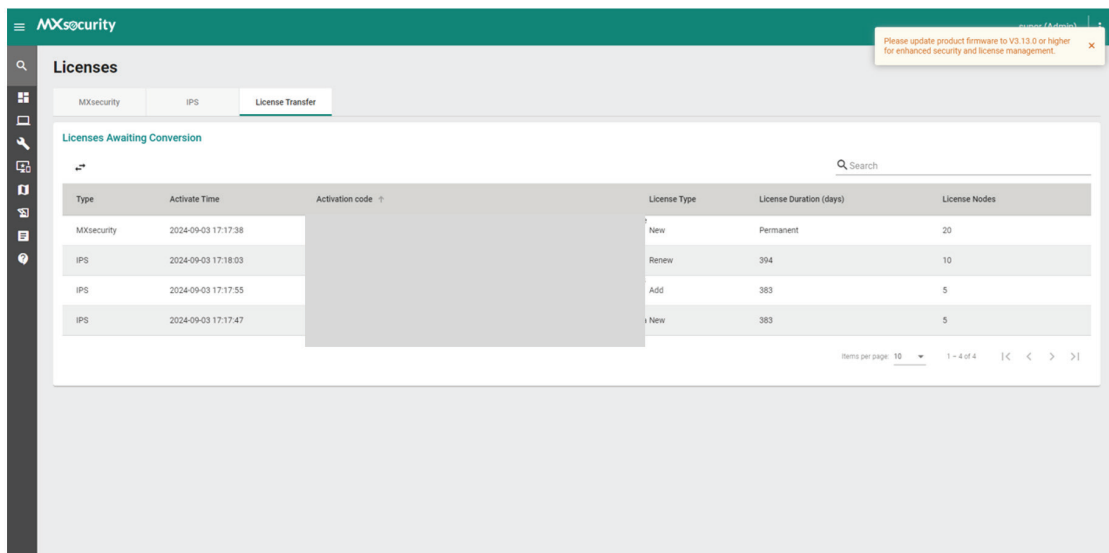 MXsecurity
super (Admin)
Please update product firmware to V3.13.0 or higher
for enhanced security and license management.
Licenses
MXsecurity IPS License Transfer
Licenses Awaiting Conversion
Search
Type Activate Time Activation code License Type License Duration (days) License Nodes
MXsecurity 2024-09-03 17:17:38 New Permanent 20
IPS 2024-09-03 17:18:03 Renew 394 10
IPS 2024-09-03 17:17:55 Add 383 5
IPS 2024-09-03 17:17:47 New 383 5
Items per page: 10 1 – 4 of 4